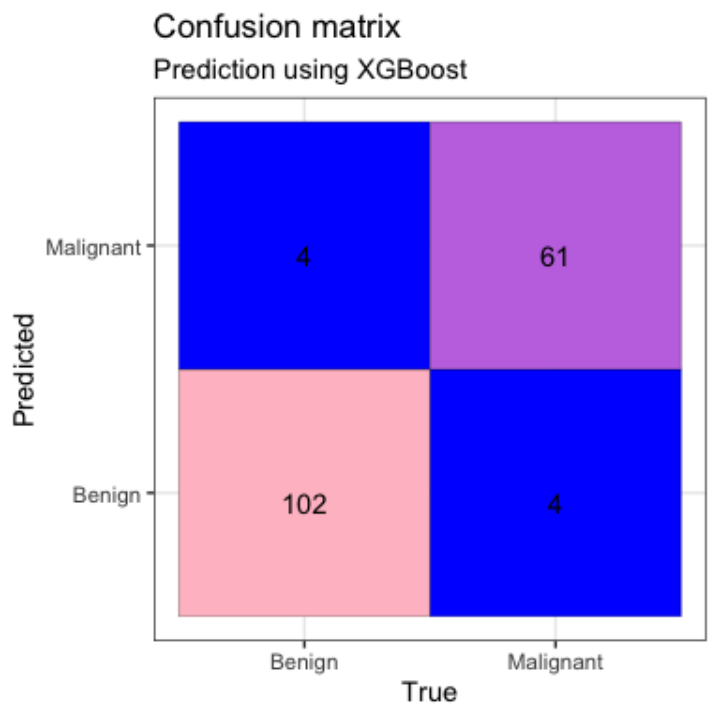 Confusion matrix
Prediction using XGBoost
Malignant
4
61
Predicted
Benign
102
4
Benign
Malignant
True